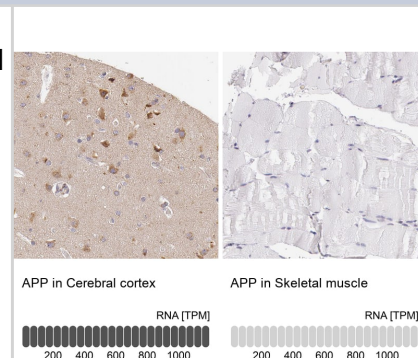 APP in Cerebral cortex
APP in Skeletal muscle
RNA [TPM]
RNA [TPM]
200 400 600 800 1000
200 400 600 800 1000